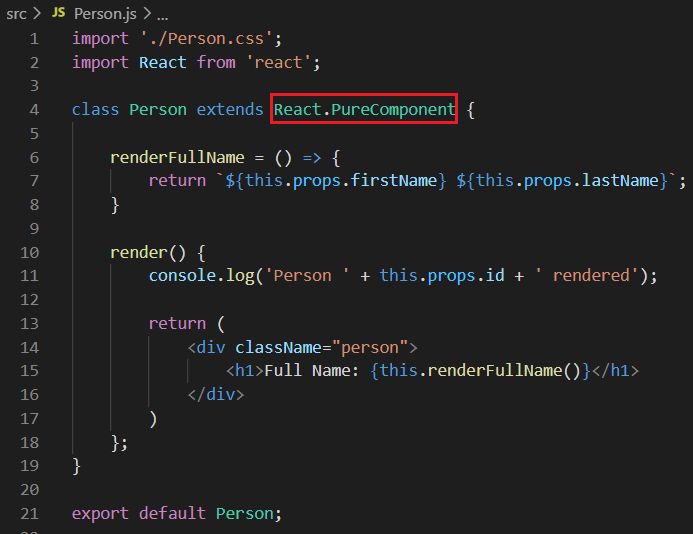 src > JS Person.js > ...
1 import './Person.css';
2 import React from 'react';
3
4 class Person extends React.PureComponent {
5
6     renderFullName = () => {
7         return `${this.props.firstName} ${this.props.lastName}`;
8     }
9
10     render() {
11         console.log('Person ' + this.props.id + ' rendered');
12
13         return (
14             <div className="person">
15                 <h1>Full Name: {this.renderFullName()}</h1>
16             </div>
17         )
18     };
19 }
20
21 export default Person;